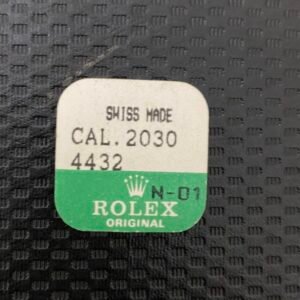 SWISS MADE
CAL.2030
4432
N-01
ROLEX
ORIGINAL